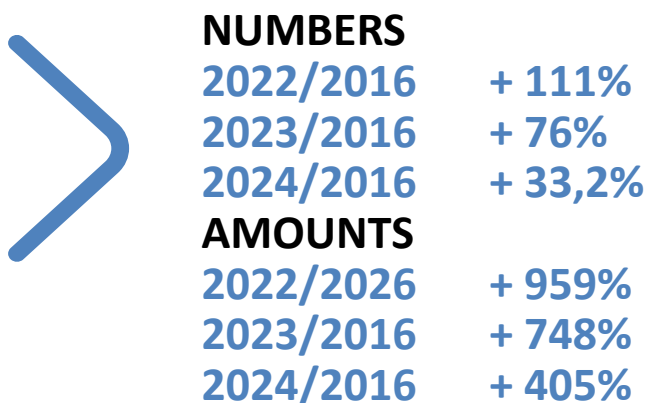 NUMBERS
2022/2016 + 111%
2023/2016 + 76%
2024/2016 + 33,2%
AMOUNTS
2022/2026 + 959%
2023/2016 + 748%
2024/2016 + 405%